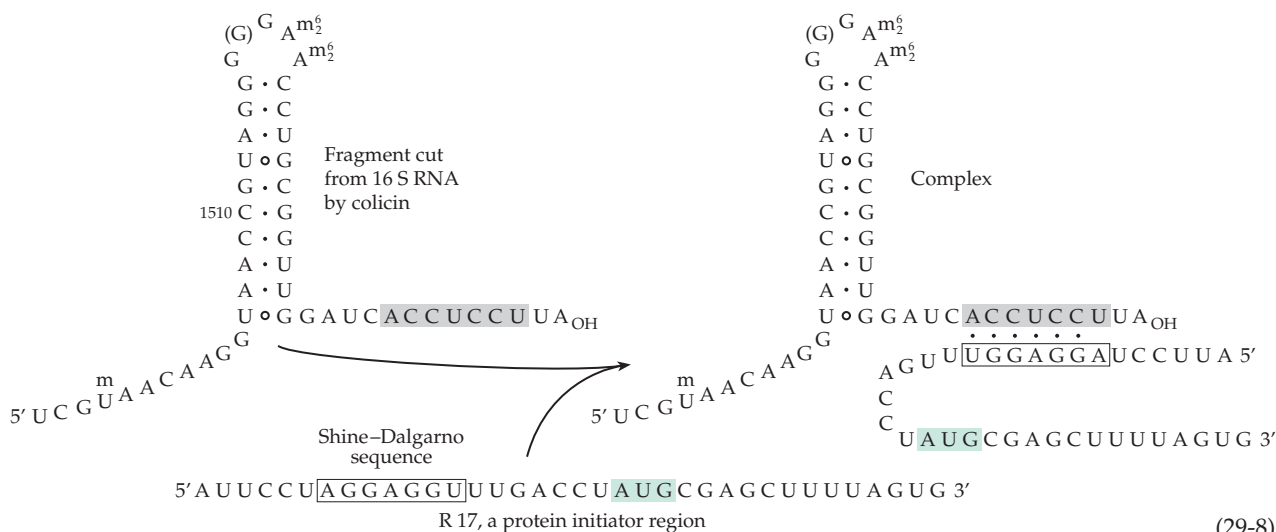 (G) G A m⁶₂
G A m⁶₂
G · C
G · C
A · U
U o G
G · C
1510 C · G
C · G
A · U
A · U
U o G G A U C A C C U C C U U A OH
5′ U C G U A A C A A G G
m
Fragment cut
from 16 S RNA
by colicin
(G) G A m⁶₂
G A m⁶₂
G · C
G · C
A · U
U o G
G · C
C · G
C · G
A · U
A · U
U o G G A U C A C C U C C U U A OH
5′ U C G U A A C A A G G
m
Complex
A G U U U G G A G G A U C C U U A 5′
C
C
U A U G C G A G C U U U U A G U G 3′
Shine–Dalgarno
sequence
5′ A U U C C U A G G A G G U U U G A C C U A U G C G A G C U U U U A G U G 3′
R 17, a protein initiator region
(29-8)